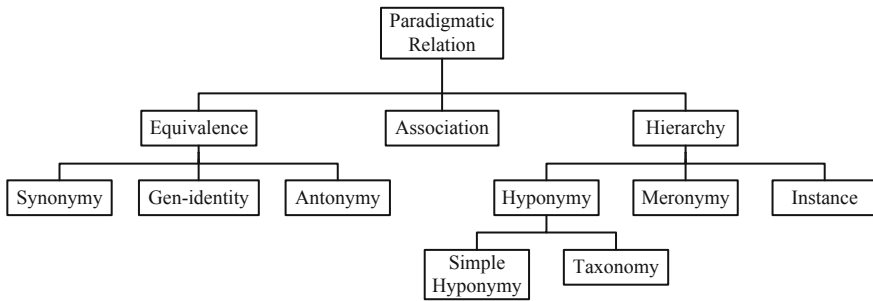 Paradigmatic
Relation
Equivalence
Association
Hierarchy
Synonymy
Gen-identity
Antonymy
Hyponymy
Meronymy
Instance
Simple
Hyponymy
Taxonomy